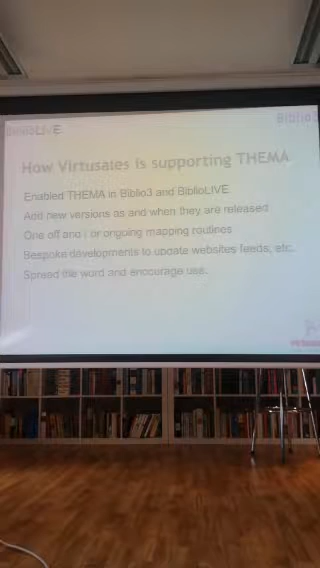 BiblioLIVE
Biblio3
How Virtusales is supporting THEMA
Enabled THEMA in Biblio3 and BiblioLIVE
Add new versions as and when they are released
One off and / or ongoing mapping routines
Bespoke developments to update websites feeds, etc.
Spread the word and encourage use.